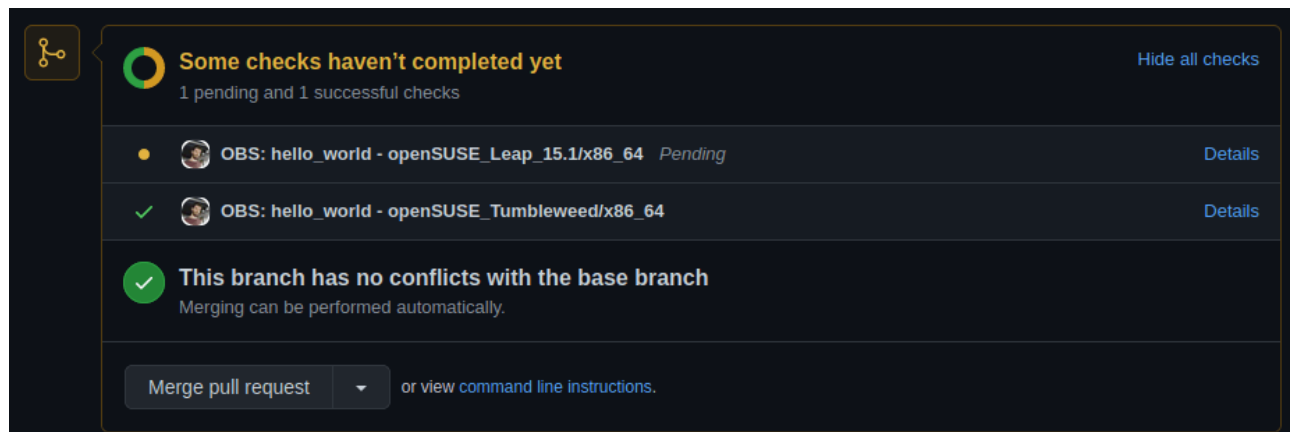 Some checks haven’t completed yet
Hide all checks
1 pending and 1 successful checks
OBS: hello_world - openSUSE_Leap_15.1/x86_64 Pending Details
OBS: hello_world - openSUSE_Tumbleweed/x86_64 Details
This branch has no conflicts with the base branch
Merging can be performed automatically.
Merge pull request or view command line instructions.